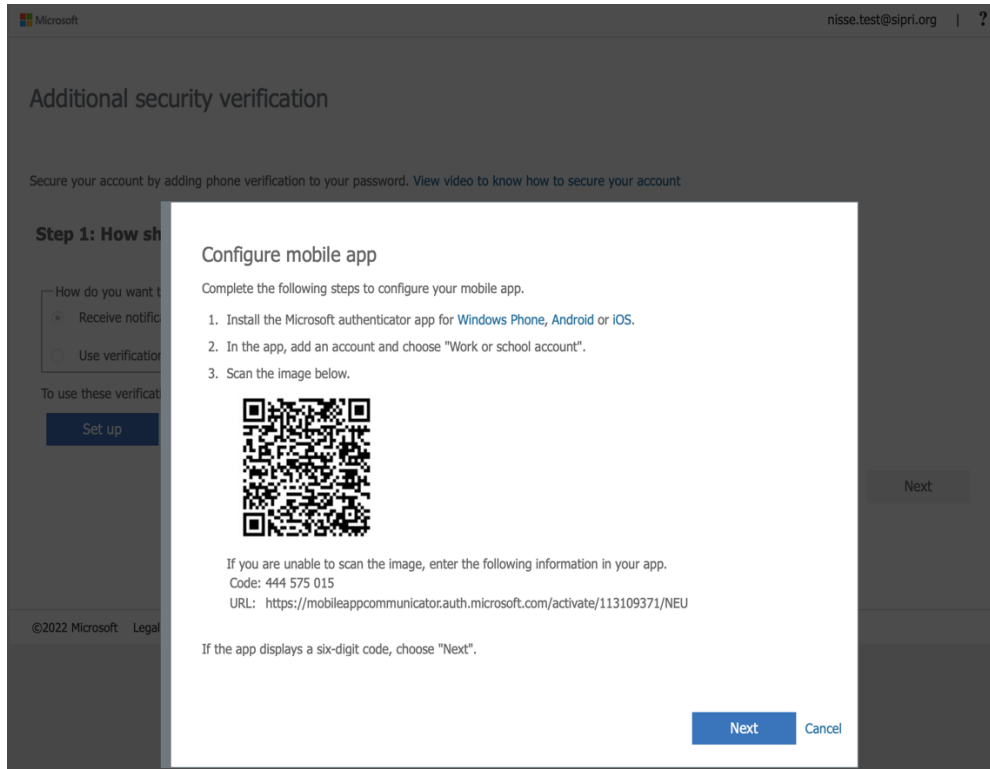 Microsoft
nisse.test@sipri.org | ?
Additional security verification
Secure your account by adding phone verification to your password. View video to know how to secure your account
Step 1: How sh
How do you want t
Receive notific
Use verification
To use these verificat
Set up
Next
Configure mobile app
Complete the following steps to configure your mobile app.
1. Install the Microsoft authenticator app for Windows Phone, Android or iOS.
2. In the app, add an account and choose "Work or school account".
3. Scan the image below.
If you are unable to scan the image, enter the following information in your app.
Code: 444 575 015
URL: https://mobileappcommunicator.auth.microsoft.com/activate/113109371/NEU
If the app displays a six-digit code, choose "Next".
Next Cancel
©2022 Microsoft Legal